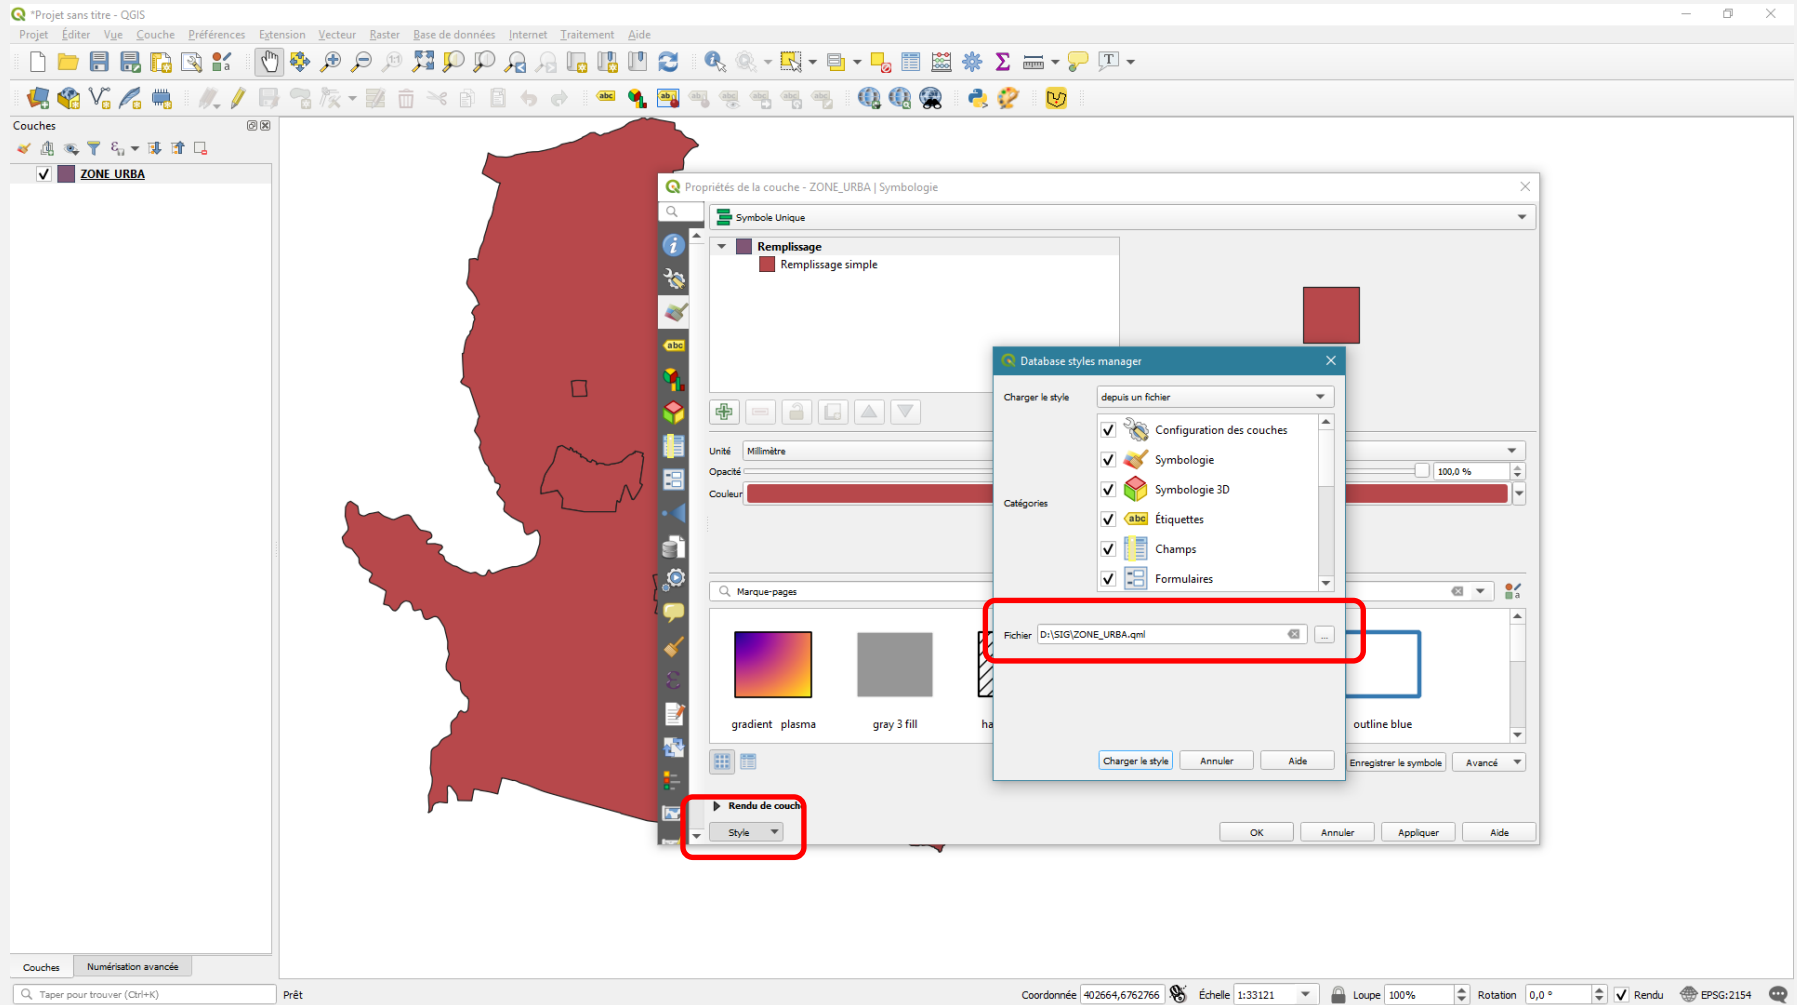 *Projet sans titre - QGIS
Projet Éditer Vue Couche Préférences Extension Vecteur Raster Base de données Internet Traitement Aide
Couches
ZONE_URBA
Propriétés de la couche - ZONE_URBA | Symbologie
Symbole Unique
Remplissage
Remplissage simple
Unité Millimètre
Opacité 100,0 %
Couleur
Marque-pages
gradient plasma
gray 3 fill
ha
outline blue
Enregistrer le symbole
Avancé
Rendu de couche
Style
OK
Annuler
Appliquer
Aide
Database styles manager
Charger le style depuis un fichier
Catégories
Configuration des couches
Symbologie
Symbologie 3D
abc Étiquettes
Champs
Formulaires
Fichier D:\SIG\ZONE_URBA.qml ...
Charger le style
Annuler
Aide
Couches Numérisation avancée
Taper pour trouver (Ctrl+K)
Prêt
Coordonnée 402664,6762766
Échelle 1:33121
Loupe 100%
Rotation 0,0 °
Rendu
EPSG:2154